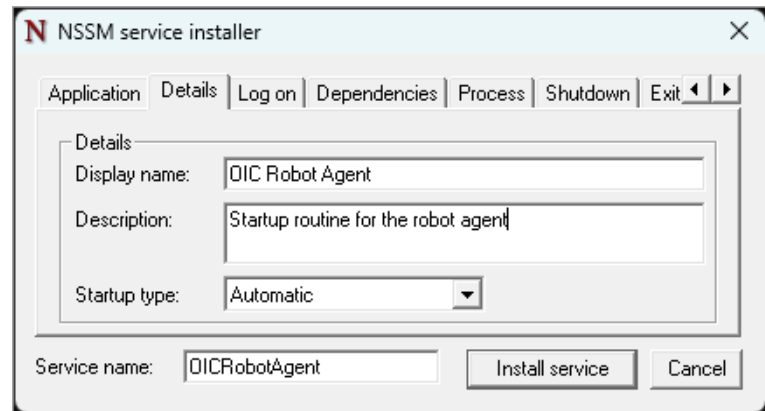 N NSSM service installer
Application Details Log on Dependencies Process Shutdown Exit
Details
Display name: OIC Robot Agent
Description: Startup routine for the robot agent
Startup type: Automatic
Service name: OICRobotAgent Install service Cancel